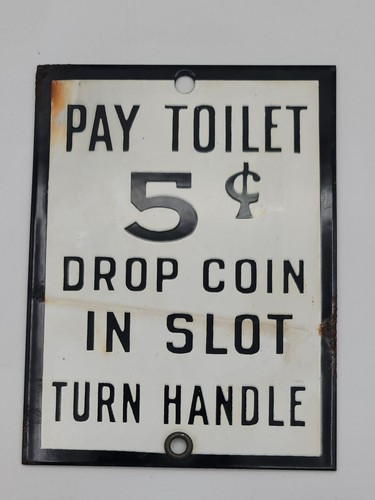 PAY TOILET
5¢
DROP COIN
IN SLOT
TURN HANDLE